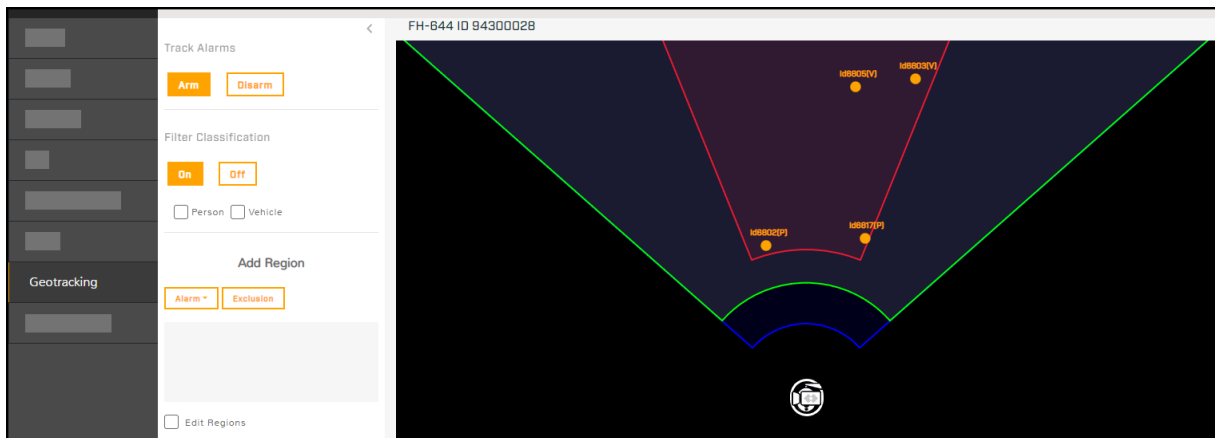 FH-644 ID 94300028
Track Alarms
Arm Disarm
Filter Classification
On Off
Person Vehicle
Add Region
Alarm Exclusion
Edit Regions
Geotracking
Id6805(V)
Id6803(V)
Id6802(P)
Id6817(P)